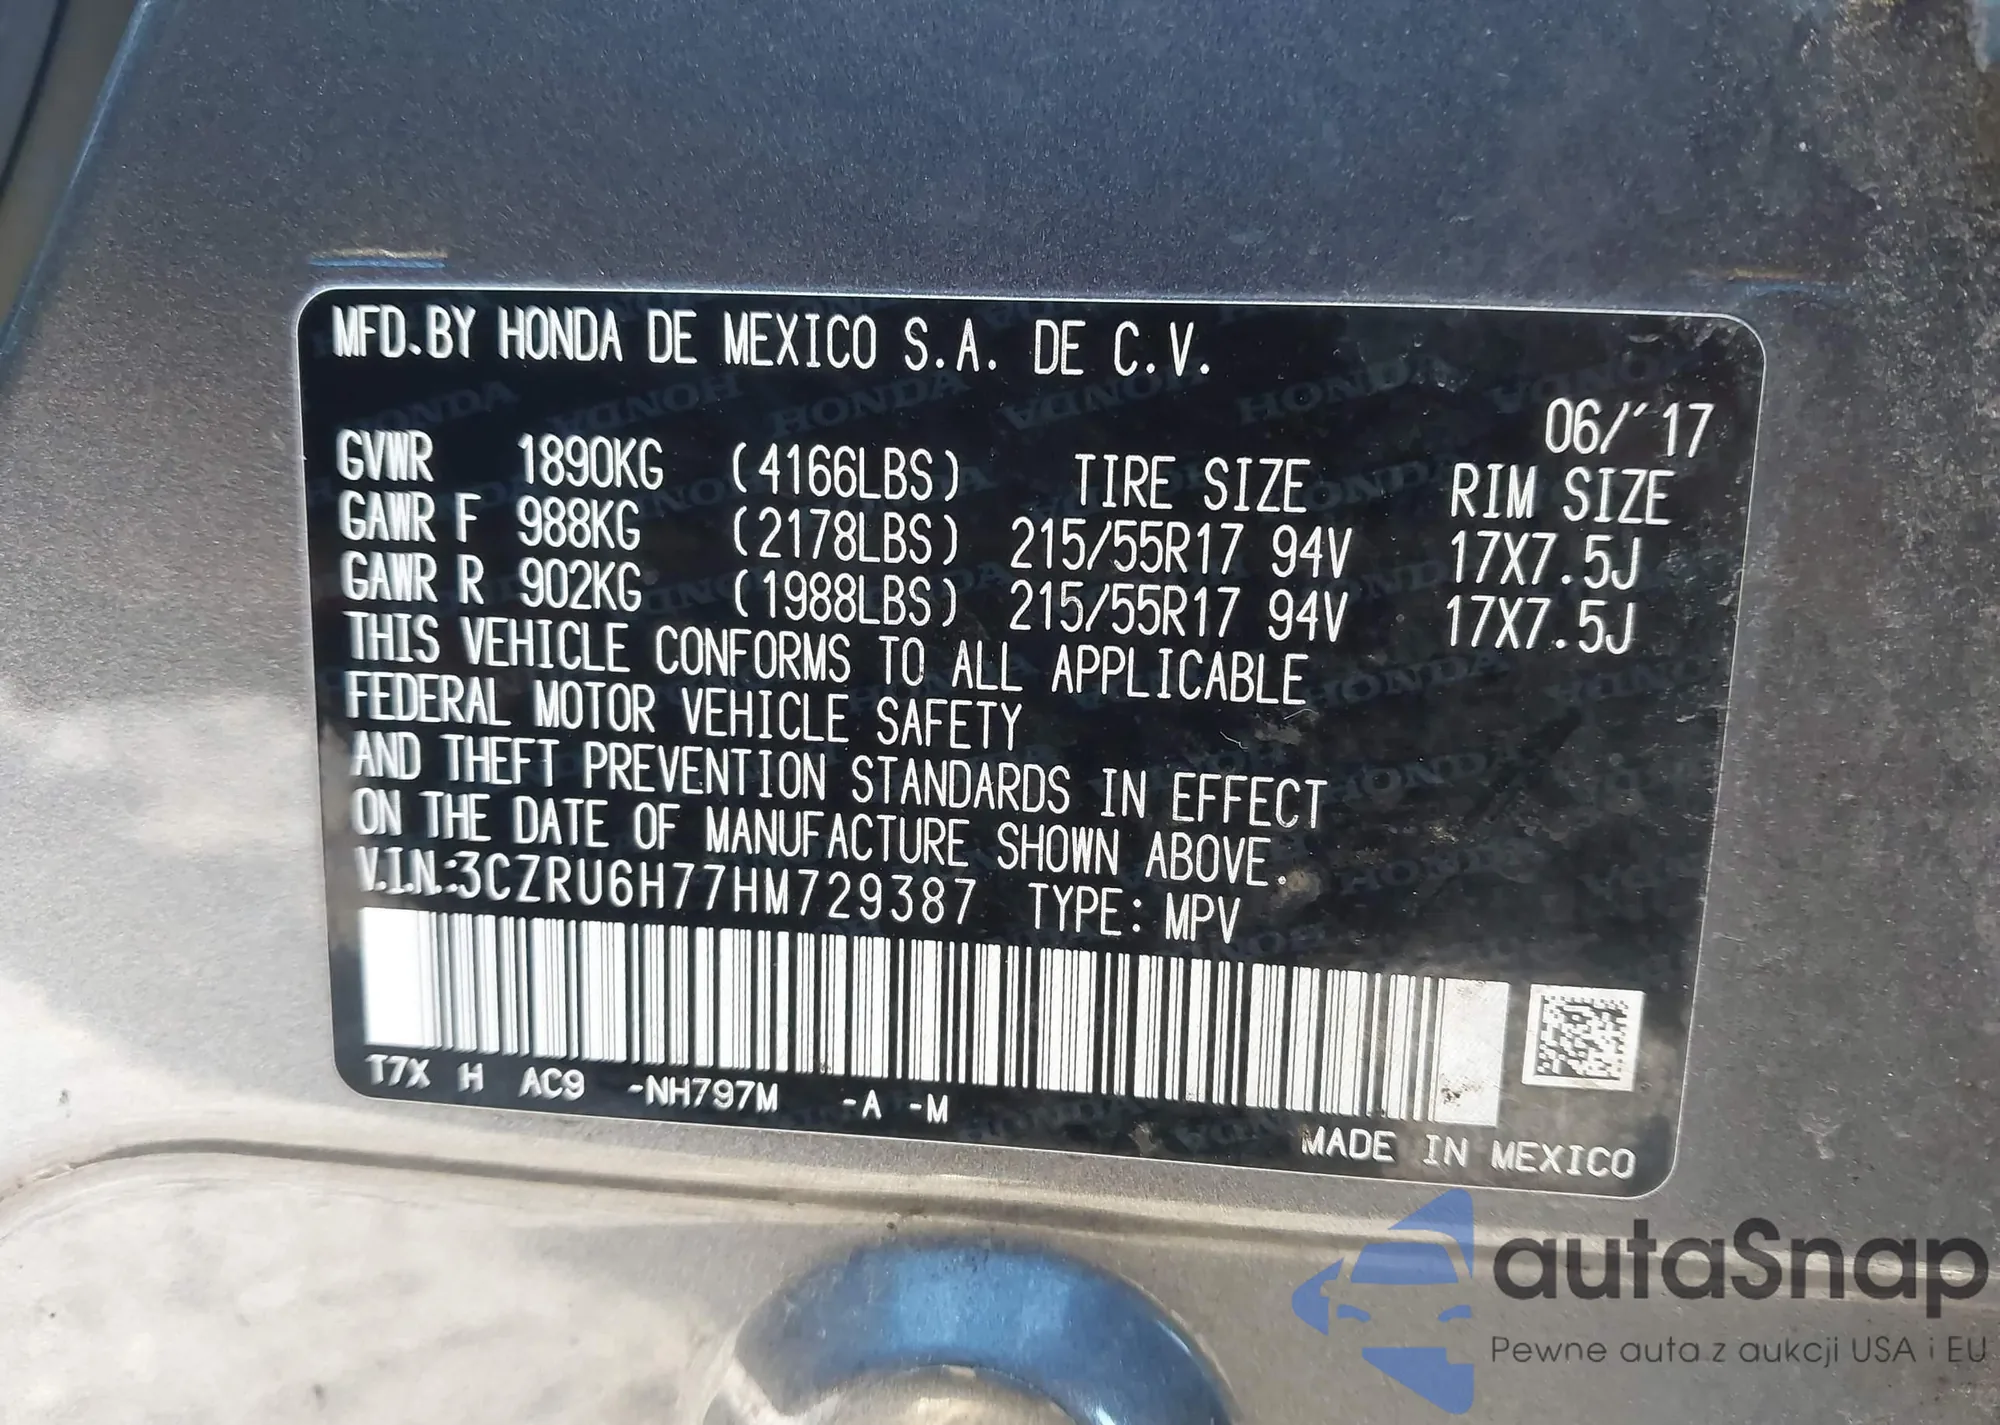 MFD.BY HONDA DE MEXICO S.A. DE C.V.
06/'17
GVWR 1890KG (4166LBS) TIRE SIZE RIM SIZE
GAWR F 988KG (2178LBS) 215/55R17 94V 17X7.5J
GAWR R 902KG (1988LBS) 215/55R17 94V 17X7.5J
THIS VEHICLE CONFORMS TO ALL APPLICABLE
FEDERAL MOTOR VEHICLE SAFETY
AND THEFT PREVENTION STANDARDS IN EFFECT
ON THE DATE OF MANUFACTURE SHOWN ABOVE.
V.I.N.:3CZRU6H77HM729387 TYPE: MPV
T7X H AC9 -NH797M -A -M
MADE IN MEXICO
autaSnap
Pewne auta z aukcji USA i EU